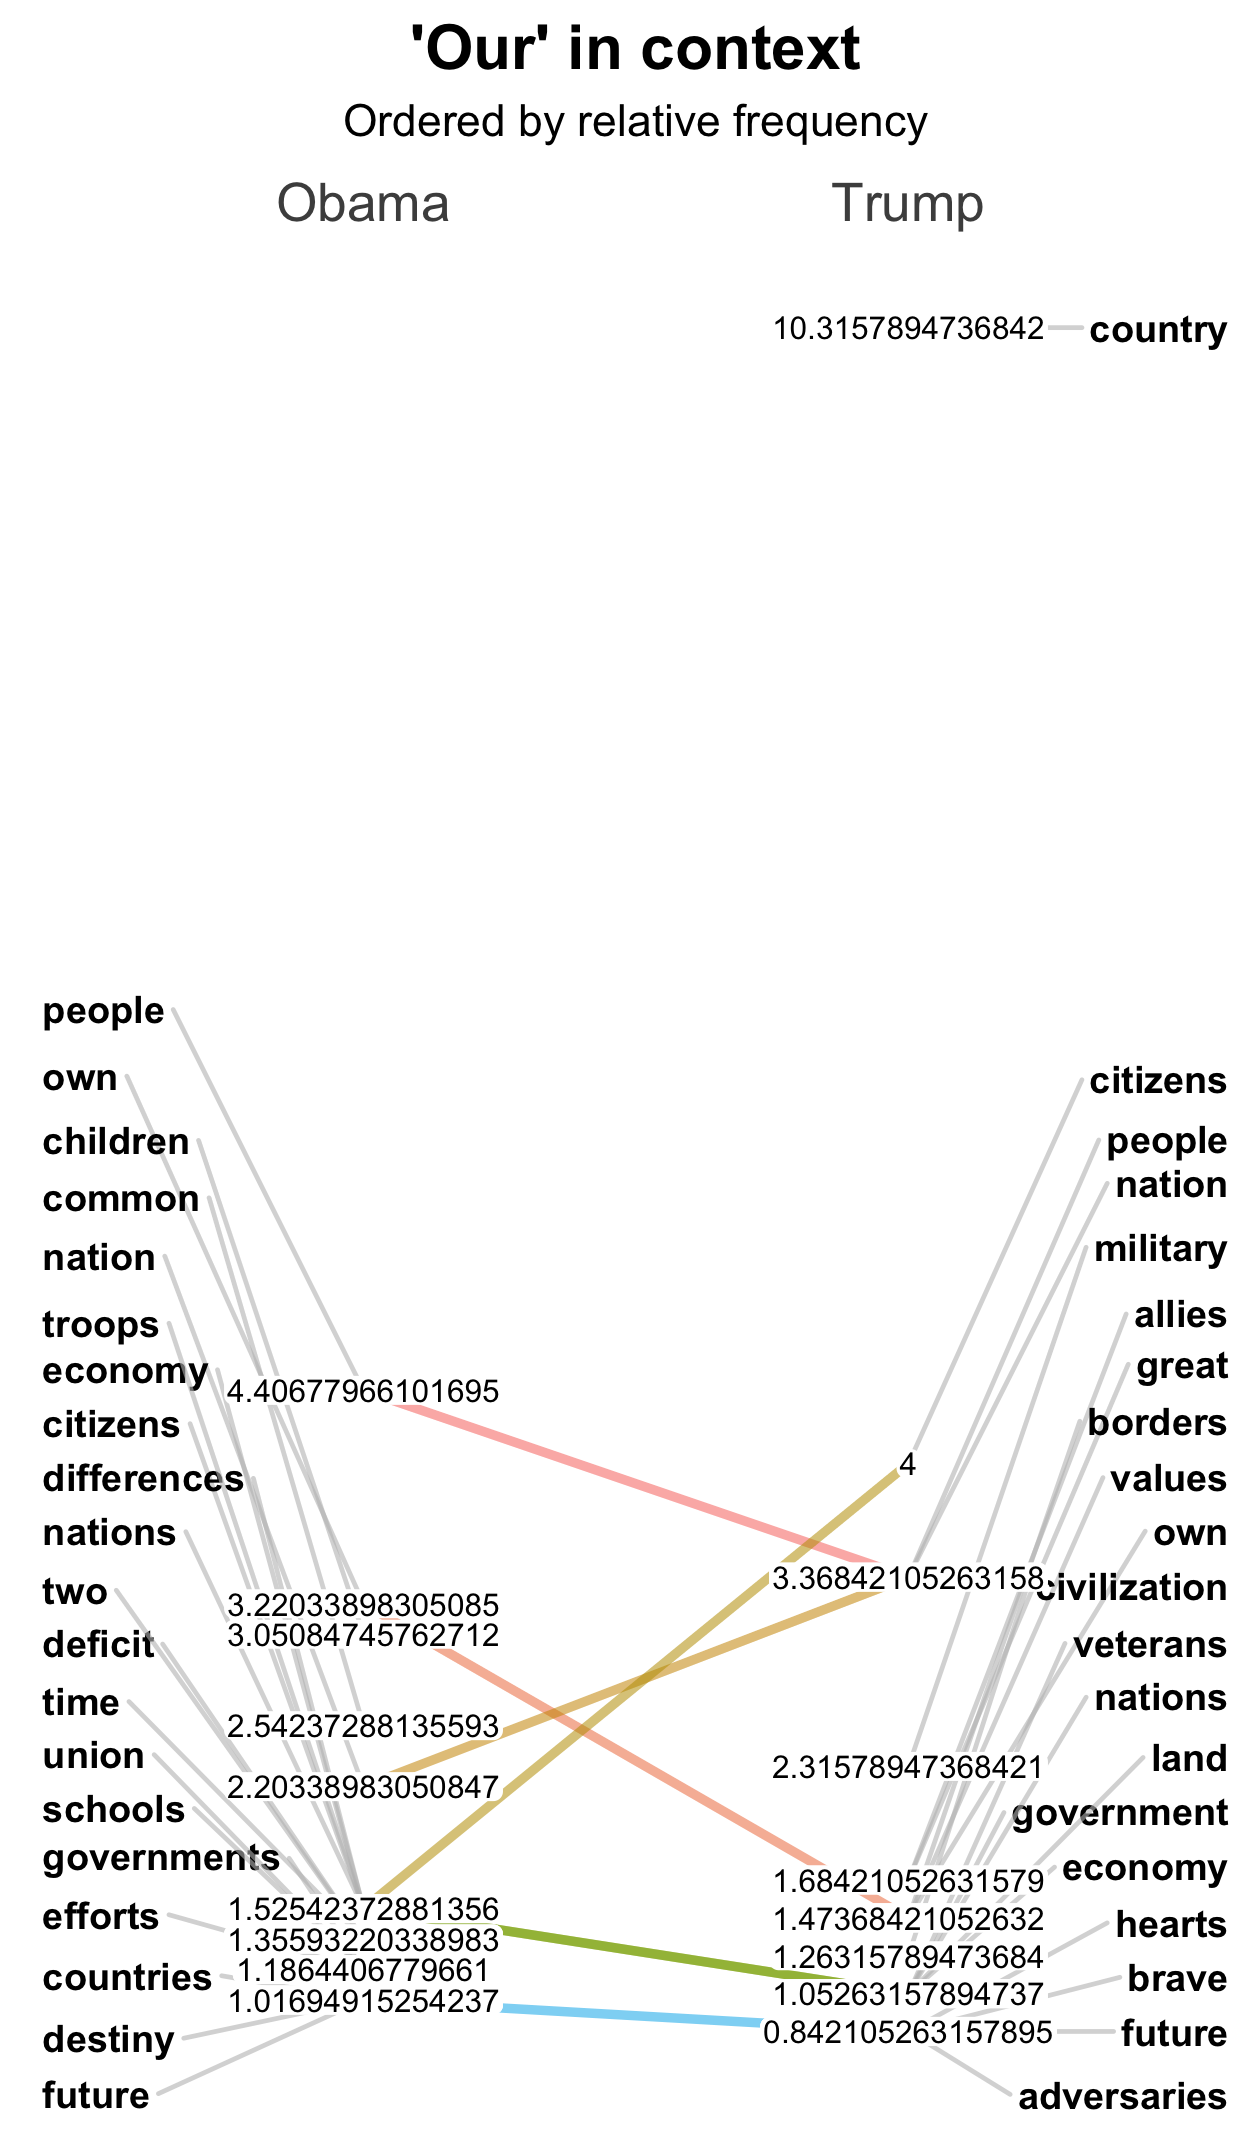 'Our' in context
Ordered by relative frequency
Obama
Trump
10.3157894736842
country
people
own
children
common
nation
troops
economy
citizens
differences
nations
two
deficit
time
union
schools
governments
efforts
countries
destiny
future
4.40677966101695
3.22033898305085
3.05084745762712
2.54237288135593
2.20338983050847
1.52542372881356
1.35593220338983
1.1864406779661
1.01694915254237
4
3.36842105263158
2.31578947368421
1.68421052631579
1.47368421052632
1.26315789473684
1.05263157894737
0.842105263157895
citizens
people
nation
military
allies
great
borders
values
own
civilization
veterans
nations
land
government
economy
hearts
brave
future
adversaries